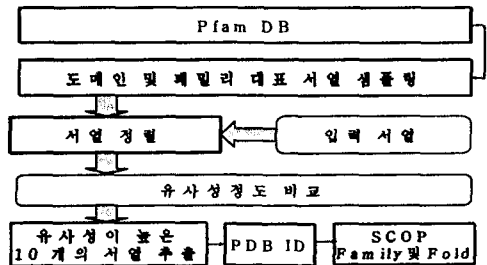 Pfam DB
도메인 및 패밀리 대표 서열 샘플링
서열 정렬
입력 서열
유사성정도 비교
유사성이 높은
10 개의 서열 추출
PDB ID
SCOP
Family 및 Fold